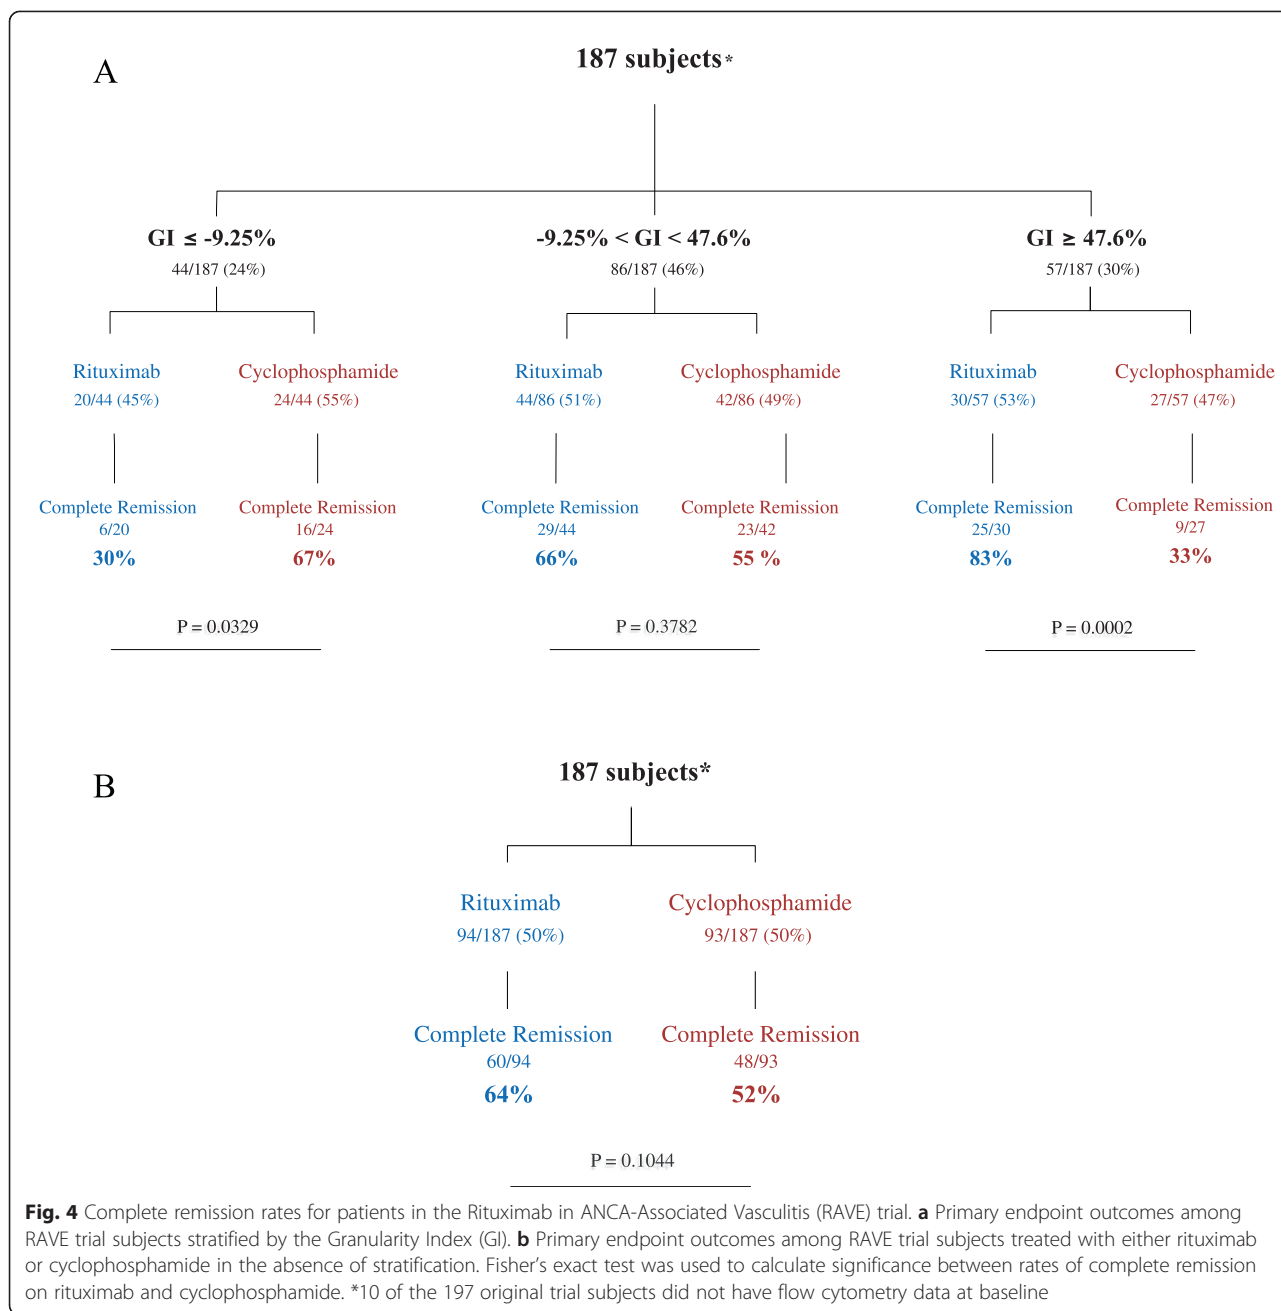 A
187 subjects*
GI ≤ -9.25%
44/187 (24%)
-9.25% < GI < 47.6%
86/187 (46%)
GI ≥ 47.6%
57/187 (30%)
Rituximab
20/44 (45%)
Cyclophosphamide
24/44 (55%)
Rituximab
44/86 (51%)
Cyclophosphamide
42/86 (49%)
Rituximab
30/57 (53%)
Cyclophosphamide
27/57 (47%)
Complete Remission
6/20
30%
Complete Remission
16/24
67%
Complete Remission
29/44
66%
Complete Remission
23/42
55 %
Complete Remission
25/30
83%
Complete Remission
9/27
33%
P = 0.0329
P = 0.3782
P = 0.0002
B
187 subjects*
Rituximab
94/187 (50%)
Cyclophosphamide
93/187 (50%)
Complete Remission
60/94
64%
Complete Remission
48/93
52%
P = 0.1044
Fig. 4 Complete remission rates for patients in the Rituximab in ANCA-Associated Vasculitis (RAVE) trial. a Primary endpoint outcomes among
RAVE trial subjects stratified by the Granularity Index (GI). b Primary endpoint outcomes among RAVE trial subjects treated with either rituximab
or cyclophosphamide in the absence of stratification. Fisher's exact test was used to calculate significance between rates of complete remission
on rituximab and cyclophosphamide. *10 of the 197 original trial subjects did not have flow cytometry data at baseline